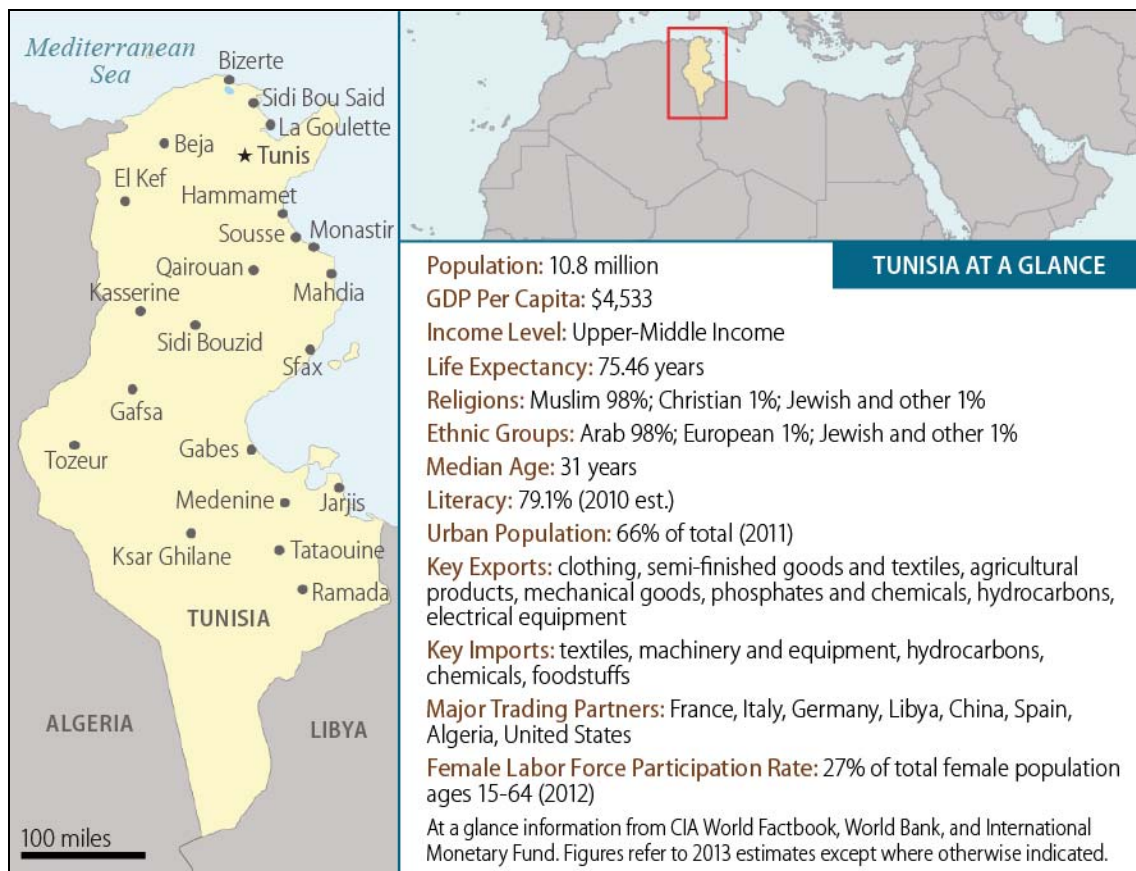 Mediterranean
Sea
Bizerte
Sidi Bou Said
La Goulette
Beja
Tunis
El Kef
Hammamet
Sousse
Monastir
Qairouan
Mahdia
Kasserine
Sidi Bouzid
Sfax
Gafsa
Tozeur
Gabes
Medenine
Jarjis
Ksar Ghilane
Tataouine
Ramada
TUNISIA
ALGERIA
LIBYA
100 miles
TUNISIA AT A GLANCE
Population: 10.8 million
GDP Per Capita: $4,533
Income Level: Upper-Middle Income
Life Expectancy: 75.46 years
Religions: Muslim 98%; Christian 1%; Jewish and other 1%
Ethnic Groups: Arab 98%; European 1%; Jewish and other 1%
Median Age: 31 years
Literacy: 79.1% (2010 est.)
Urban Population: 66% of total (2011)
Key Exports: clothing, semi-finished goods and textiles, agricultural
products, mechanical goods, phosphates and chemicals, hydrocarbons,
electrical equipment
Key Imports: textiles, machinery and equipment, hydrocarbons,
chemicals, foodstuffs
Major Trading Partners: France, Italy, Germany, Libya, China, Spain,
Algeria, United States
Female Labor Force Participation Rate: 27% of total female population
ages 15-64 (2012)
At a glance information from CIA World Factbook, World Bank, and International
Monetary Fund. Figures refer to 2013 estimates except where otherwise indicated.